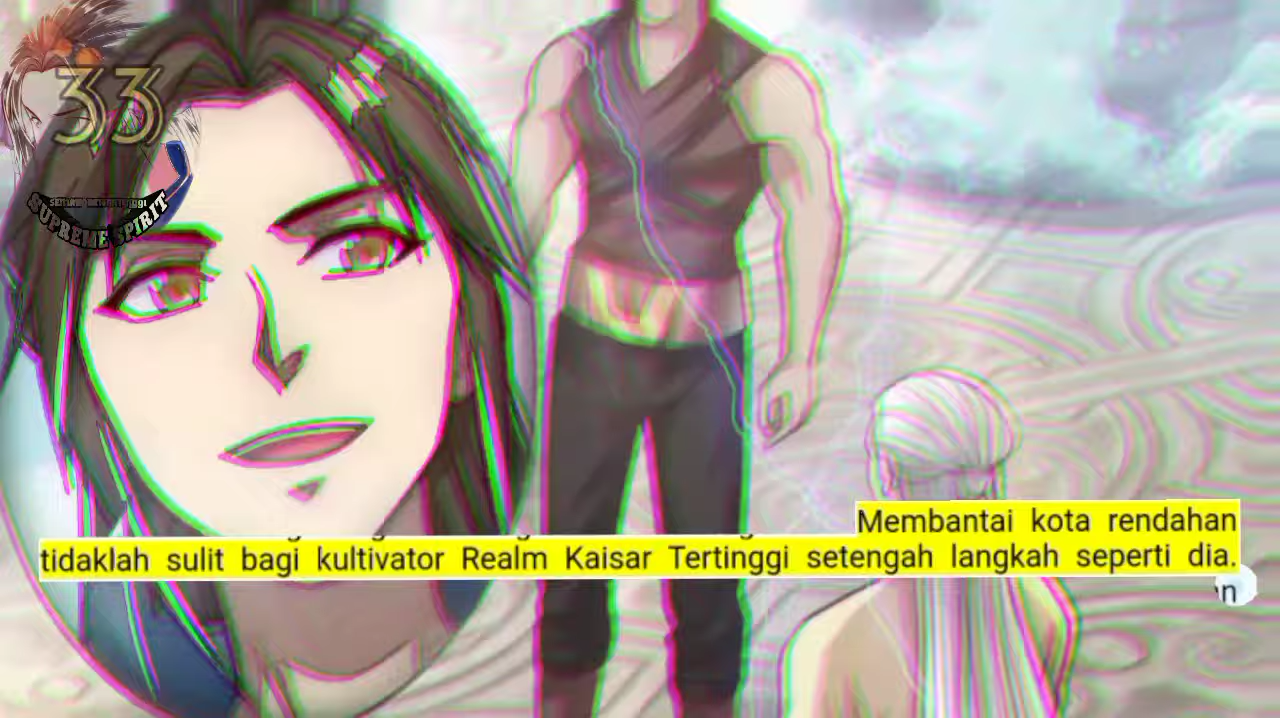 33
SUPREME SPIRIT
Membantai kota rendahan
tidaklah sulit bagi kultivator Realm Kaisar Tertinggi setengah langkah seperti dia.
n